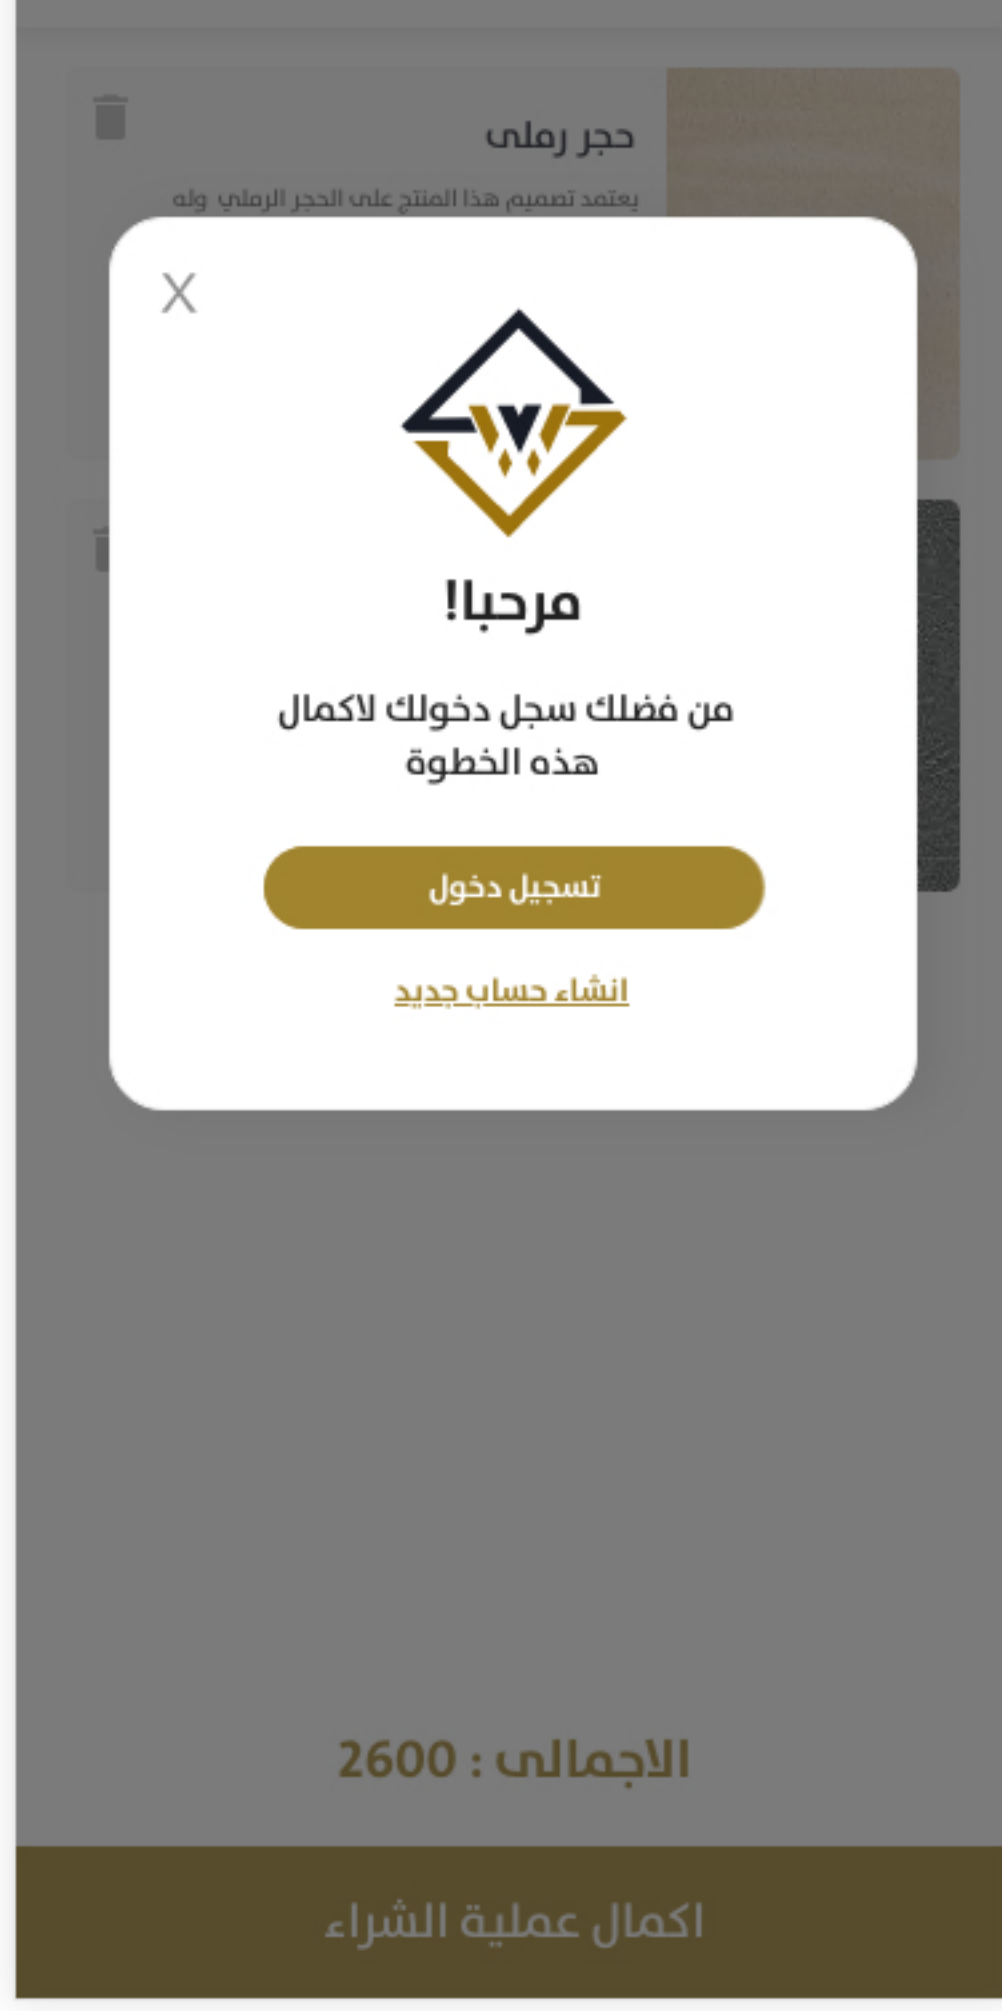 حجر رملى
يعتمد تصميم هذا المنتج على الحجر الرملي وله
X
مرحبا!
من فضلك سجل دخولك لاكمال
هذه الخطوة
تسجيل دخول
انشاء حساب جديد
الاجمالى : 2600
اكمال عملية الشراء